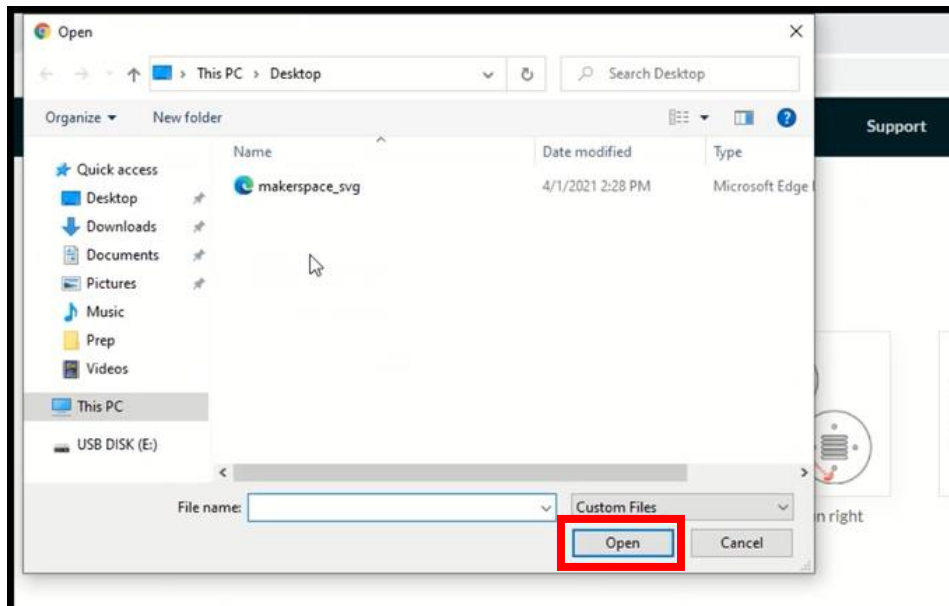 Open
This PC > Desktop
Search Desktop
Organize
New folder
Support
Name
Date modified
Type
Quick access
makerspace_svg
4/1/2021 2:28 PM
Microsoft Edge
Desktop
Downloads
Documents
Pictures
Music
Prep
Videos
This PC
USB DISK (E:)
File name:
Custom Files
n right
Open
Cancel